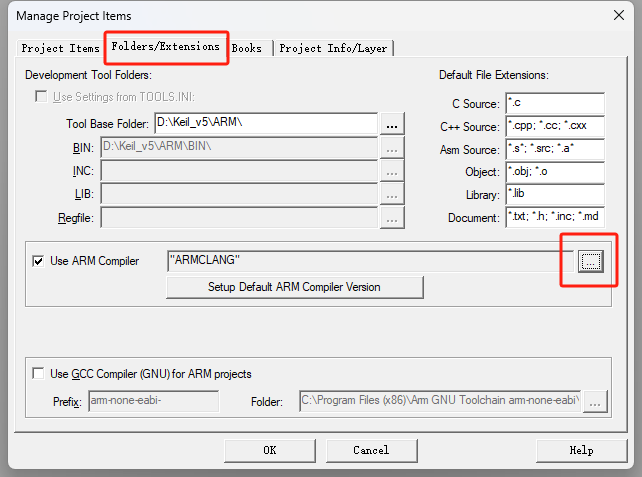 Manage Project Items
Project Items Folders/Extensions Books Project Info/Layer
Development Tool Folders: Default File Extensions:
Use Settings from TOOLS.INI:
C Source: *.c
Tool Base Folder: D:\Keil_v5\ARM\ ...
C++ Source: *.cpp; *.cc; *.cxx
BIN: D:\Keil_v5\ARM\BIN\ ...
Asm Source: *.s*; *.src; *.a*
INC: ...
Object: *.obj; *.o
LIB: ...
Library: *.lib
Regfile: ...
Document: *.txt; *.h; *.inc; *.md
Use ARM Compiler "ARMCLANG" ...
Setup Default ARM Compiler Version
Use GCC Compiler (GNU) for ARM projects
Prefix: arm-none-eabi- Folder: C:\Program Files (x86)\Arm GNU Toolchain arm-none-eabi\ ...
OK Cancel Help